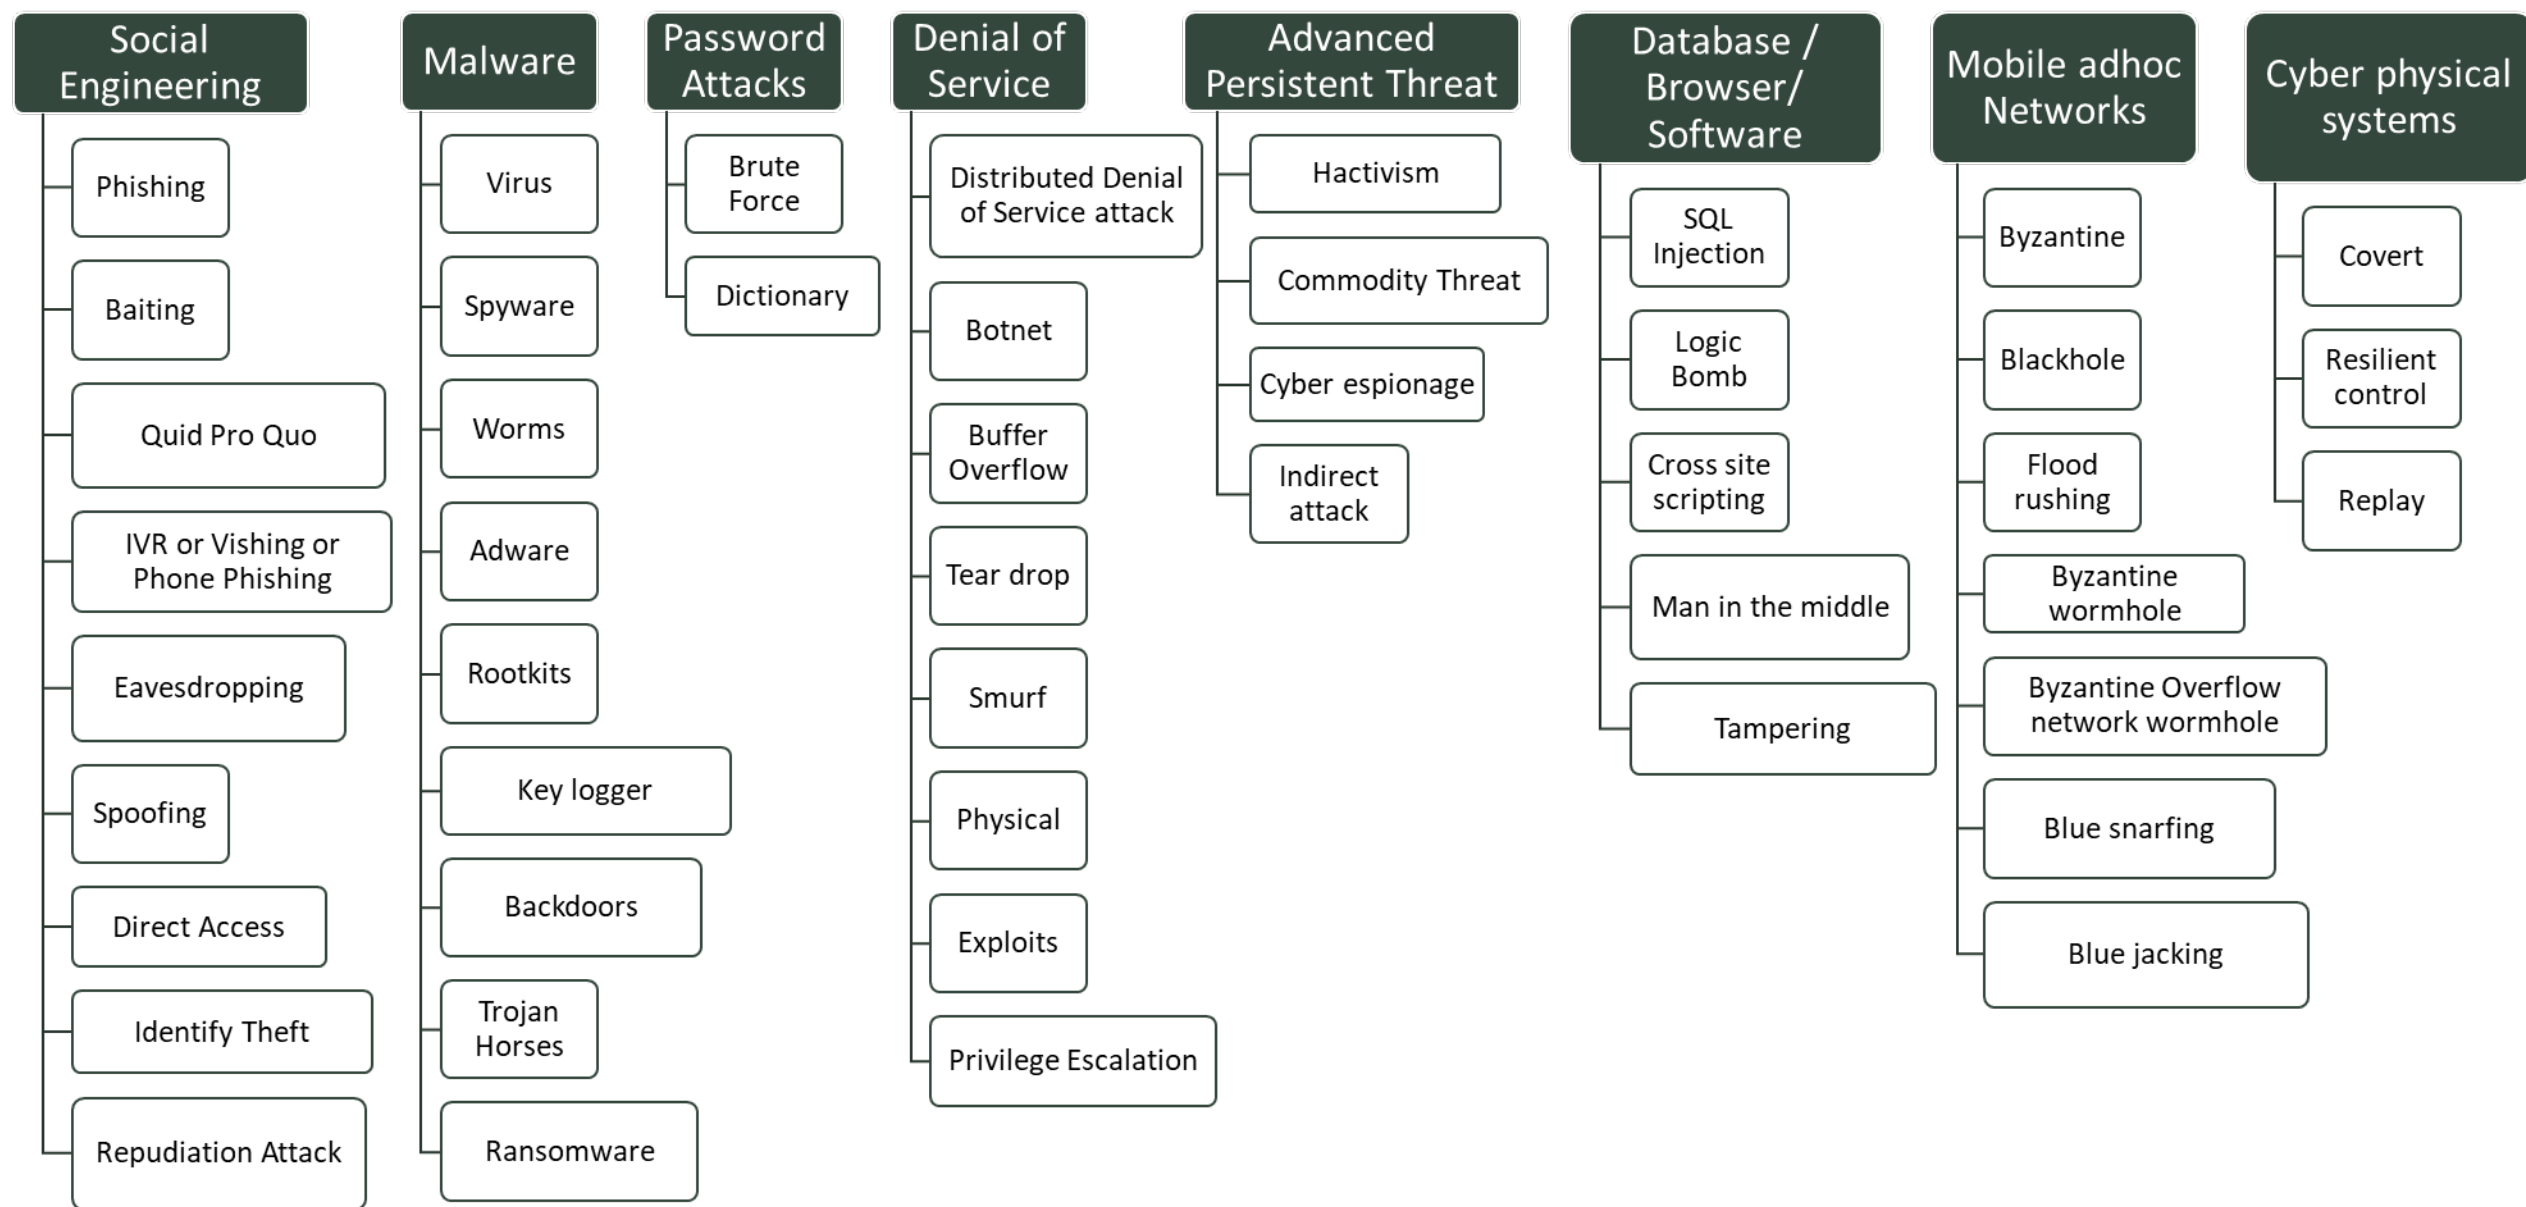 Social
Engineering
Phishing
Baiting
Quid Pro Quo
IVR or Vishing or
Phone Phishing
Eavesdropping
Spoofing
Direct Access
Identify Theft
Repudiation Attack
Malware
Virus
Spyware
Worms
Adware
Rootkits
Key logger
Backdoors
Trojan
Horses
Ransomware
Password
Attacks
Brute
Force
Dictionary
Denial of
Service
Distributed Denial
of Service attack
Botnet
Buffer
Overflow
Tear drop
Smurf
Physical
Exploits
Privilege Escalation
Advanced
Persistent Threat
Hactivism
Commodity Threat
Cyber espionage
Indirect
attack
Database /
Browser/
Software
SQL
Injection
Logic
Bomb
Cross site
scripting
Man in the middle
Tampering
Mobile adhoc
Networks
Byzantine
Blackhole
Flood
rushing
Byzantine
wormhole
Byzantine Overflow
network wormhole
Blue snarfing
Blue jacking
Cyber physical
systems
Covert
Resilient
control
Replay